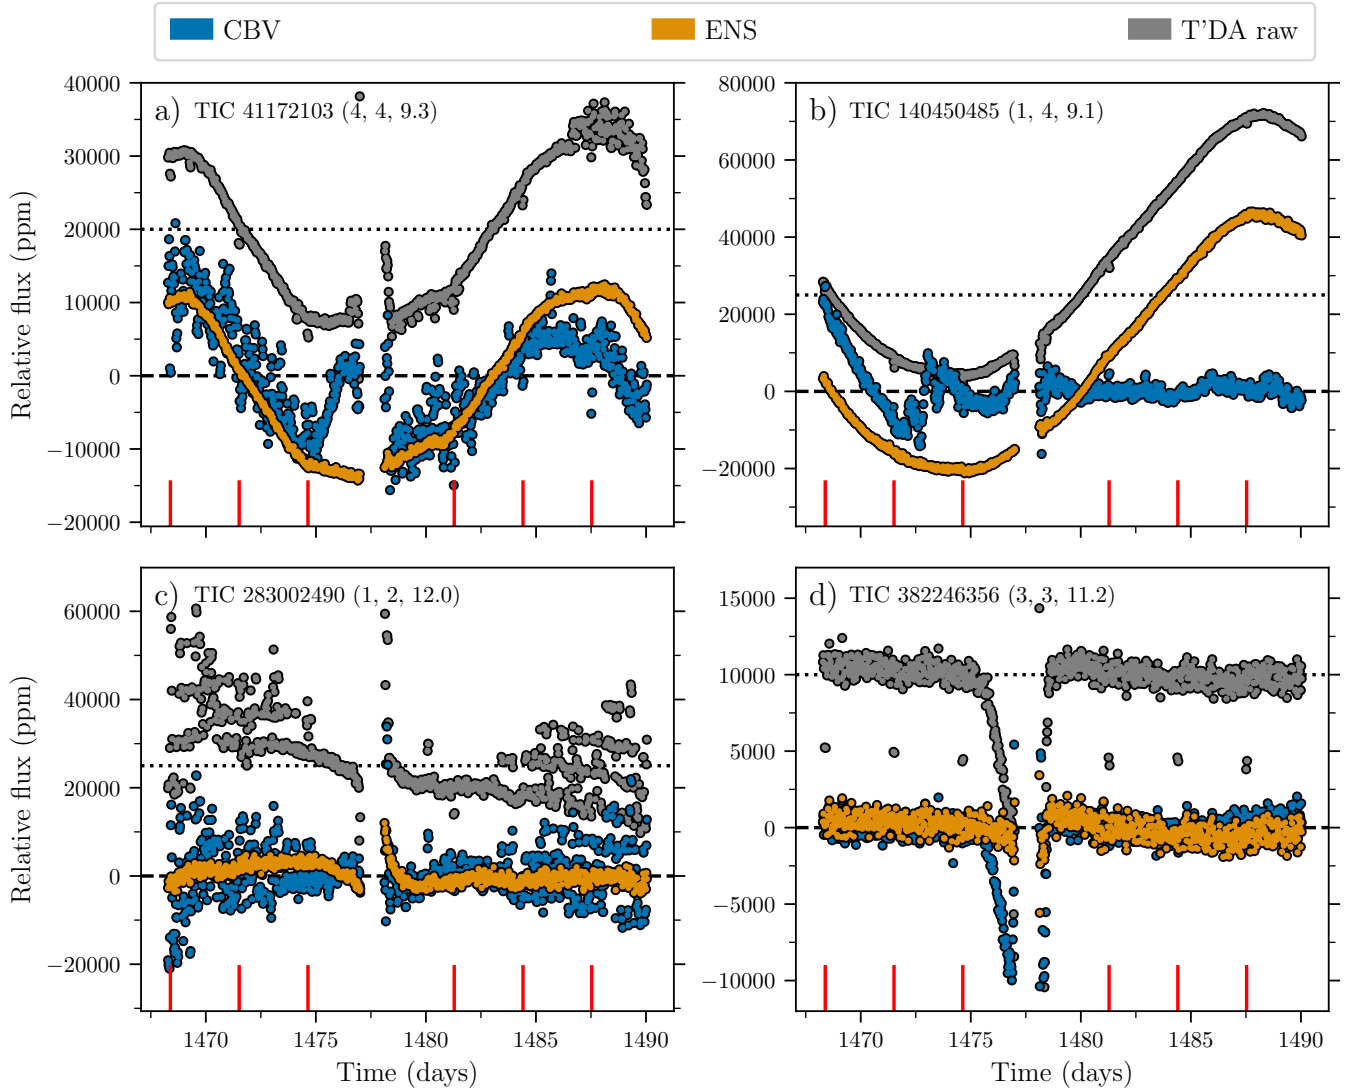 CBV ENS T'DA raw
a) TIC 41172103 (4, 4, 9.3)
40000
30000
20000
10000
0
−10000
−20000
Relative flux (ppm)
b) TIC 140450485 (1, 4, 9.1)
80000
60000
40000
20000
0
−20000
c) TIC 283002490 (1, 2, 12.0)
60000
40000
20000
0
−20000
Relative flux (ppm)
1470 1475 1480 1485 1490
Time (days)
d) TIC 382246356 (3, 3, 11.2)
15000
10000
5000
0
−5000
−10000
1470 1475 1480 1485 1490
Time (days)